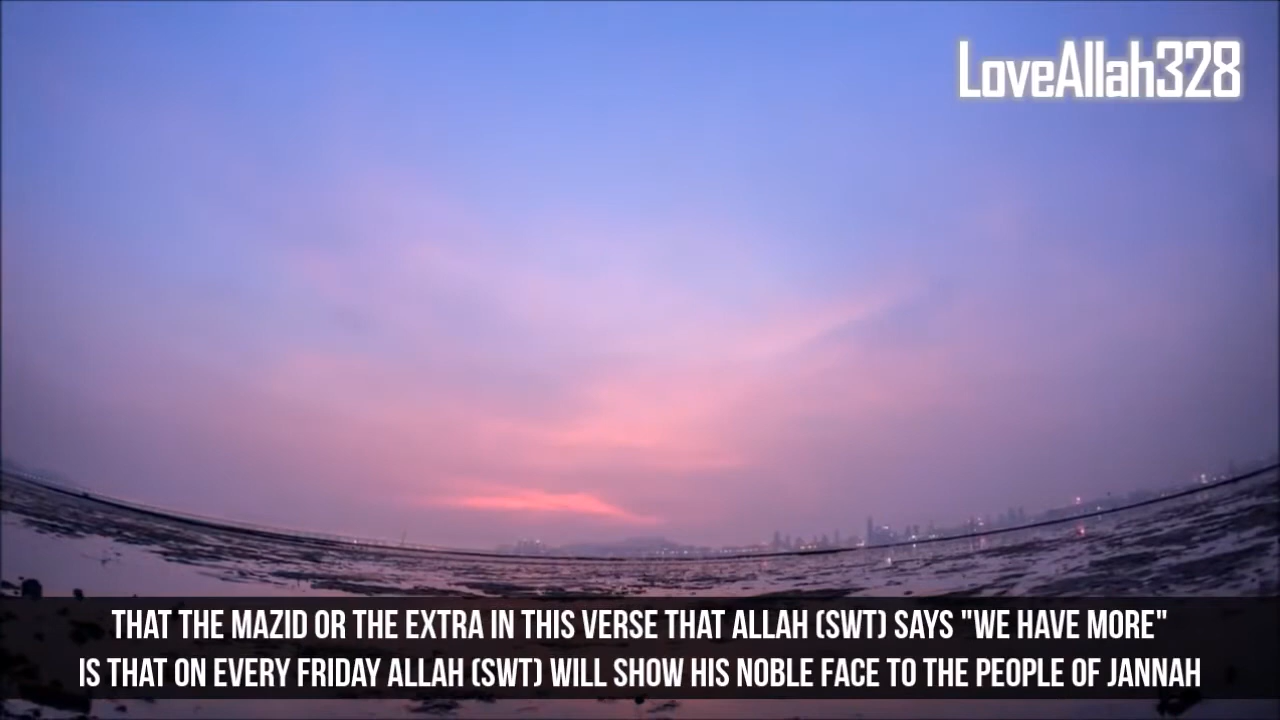 LoveAllah328
THAT THE MAZID OR THE EXTRA IN THIS VERSE THAT ALLAH (SWT) SAYS "WE HAVE MORE"
IS THAT ON EVERY FRIDAY ALLAH (SWT) WILL SHOW HIS NOBLE FACE TO THE PEOPLE OF JANNAH